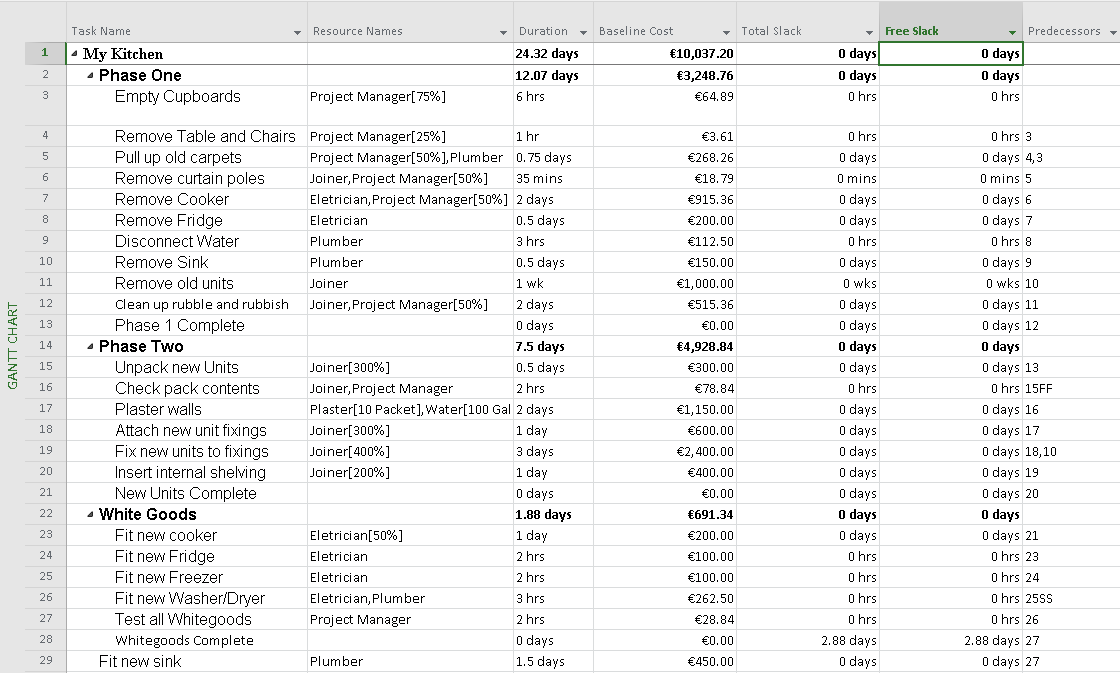 Task Name Resource Names Duration Baseline Cost Total Slack Free Slack Predecessors
1 My Kitchen 24.32 days €10,037.20 0 days 0 days
2 Phase One 12.07 days €3,248.76 0 days 0 days
3 Empty Cupboards Project Manager[75%] 6 hrs €64.89 0 hrs 0 hrs
4 Remove Table and Chairs Project Manager[25%] 1 hr €3.61 0 hrs 0 hrs 3
5 Pull up old carpets Project Manager[50%],Plumber 0.75 days €268.26 0 days 0 days 4,3
6 Remove curtain poles Joiner,Project Manager[50%] 35 mins €18.79 0 mins 0 mins 5
7 Remove Cooker Eletrician,Project Manager[50%] 2 days €915.36 0 days 0 days 6
8 Remove Fridge Eletrician 0.5 days €200.00 0 days 0 days 7
9 Disconnect Water Plumber 3 hrs €112.50 0 hrs 0 hrs 8
10 Remove Sink Plumber 0.5 days €150.00 0 days 0 days 9
11 Remove old units Joiner 1 wk €1,000.00 0 wks 0 wks 10
12 Clean up rubble and rubbish Joiner,Project Manager[50%] 2 days €515.36 0 days 0 days 11
13 Phase 1 Complete 0 days €0.00 0 days 0 days 12
14 Phase Two 7.5 days €4,928.84 0 days 0 days
15 Unpack new Units Joiner[300%] 0.5 days €300.00 0 days 0 days 13
16 Check pack contents Joiner,Project Manager 2 hrs €78.84 0 hrs 0 hrs 15FF
17 Plaster walls Plaster[10 Packet],Water[100 Gal 2 days €1,150.00 0 days 0 days 16
18 Attach new unit fixings Joiner[300%] 1 day €600.00 0 days 0 days 17
19 Fix new units to fixings Joiner[400%] 3 days €2,400.00 0 days 0 days 18,10
20 Insert internal shelving Joiner[200%] 1 day €400.00 0 days 0 days 19
21 New Units Complete 0 days €0.00 0 days 0 days 20
22 White Goods 1.88 days €691.34 0 days 0 days
23 Fit new cooker Eletrician[50%] 1 day €200.00 0 days 0 days 21
24 Fit new Fridge Eletrician 2 hrs €100.00 0 hrs 0 hrs 23
25 Fit new Freezer Eletrician 2 hrs €100.00 0 hrs 0 hrs 24
26 Fit new Washer/Dryer Eletrician,Plumber 3 hrs €262.50 0 hrs 0 hrs 25SS
27 Test all Whitegoods Project Manager 2 hrs €28.84 0 hrs 0 hrs 26
28 Whitegoods Complete 0 days €0.00 2.88 days 2.88 days 27
29 Fit new sink Plumber 1.5 days €450.00 0 days 0 days 27
GANTT CHART